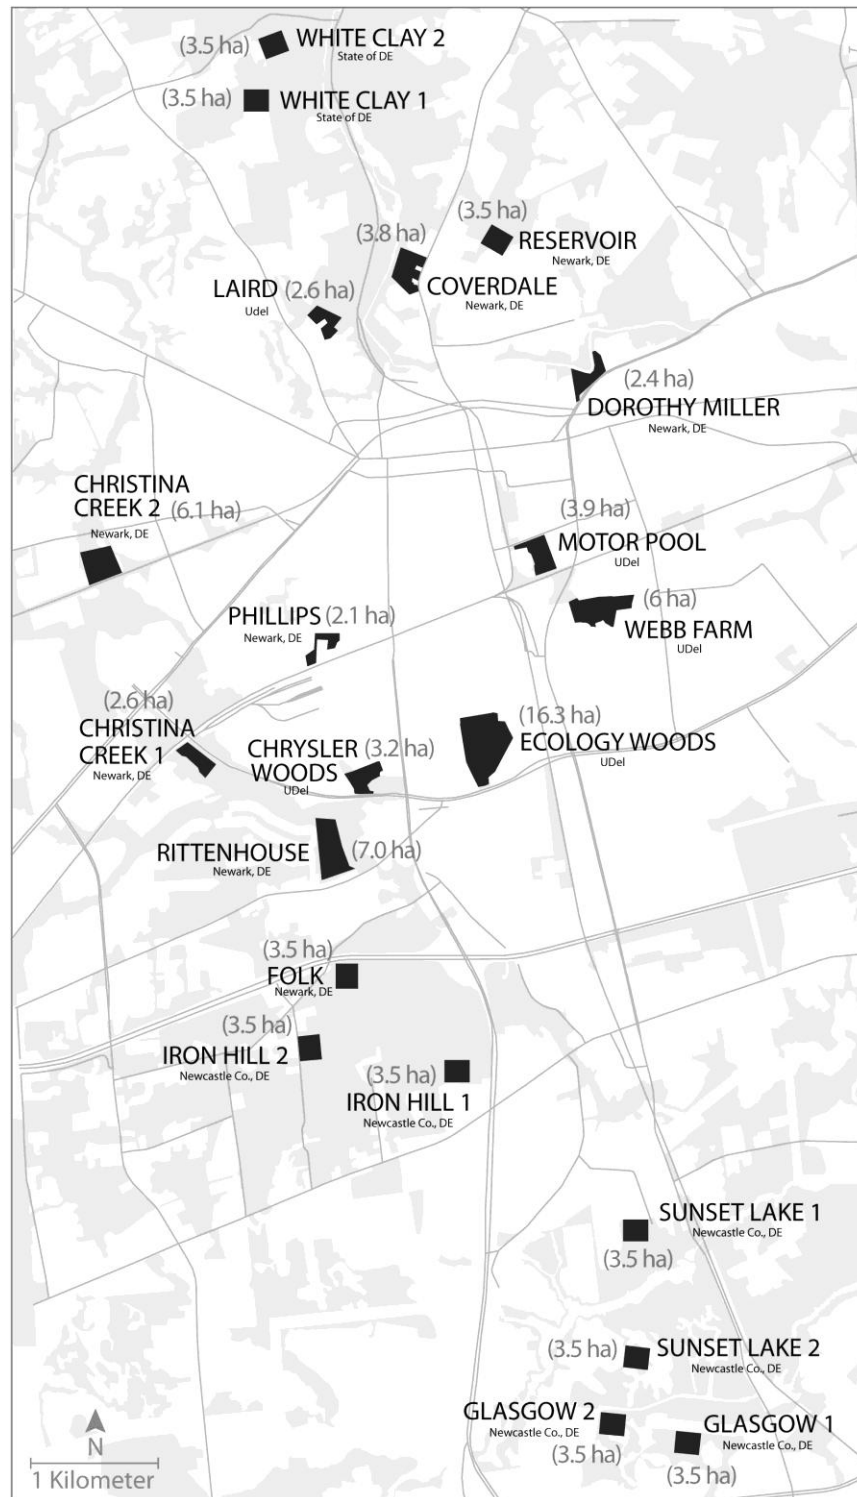 (3.5 ha) WHITE CLAY 2
State of DE
(3.5 ha) WHITE CLAY 1
State of DE
(3.5 ha)
RESERVOIR
Newark, DE
(3.8 ha)
COVERDALE
Newark, DE
LAIRD (2.6 ha)
Udel
(2.4 ha)
DOROTHY MILLER
Newark, DE
CHRISTINA
CREEK 2 (6.1 ha)
Newark, DE
(3.9 ha)
MOTOR POOL
UDel
PHILLIPS (2.1 ha)
Newark, DE
(6 ha)
WEBB FARM
UDel
(2.6 ha)
CHRISTINA
CREEK 1
Newark, DE
CHRYSLER (3.2 ha)
WOODS
UDel
(16.3 ha)
ECOLOGY WOODS
UDel
RITTENHOUSE (7.0 ha)
Newark, DE
(3.5 ha)
FOLK
Newark, DE
(3.5 ha)
IRON HILL 2
Newcastle Co., DE
(3.5 ha)
IRON HILL 1
Newcastle Co., DE
SUNSET LAKE 1
Newcastle Co., DE
(3.5 ha)
(3.5 ha) SUNSET LAKE 2
Newcastle Co., DE
GLASGOW 2
Newcastle Co., DE
(3.5 ha)
GLASGOW 1
Newcastle Co., DE
(3.5 ha)
N
1 Kilometer